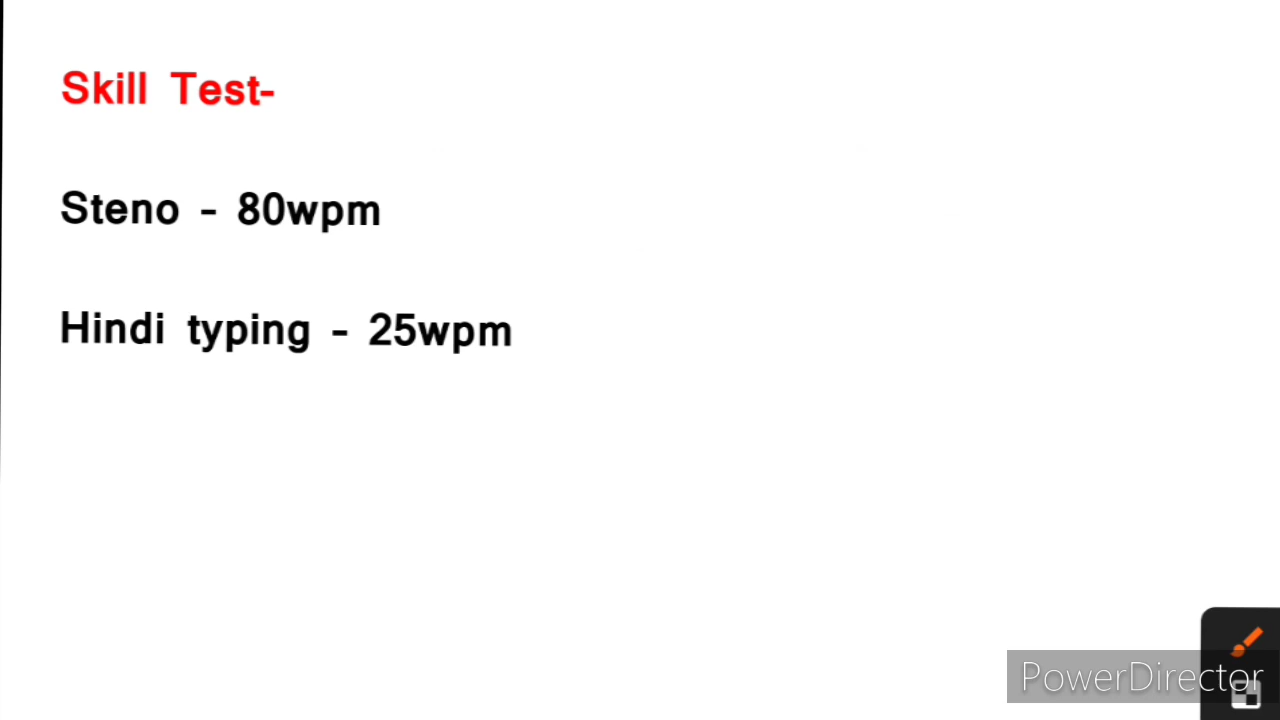 Skill Test-
Steno - 80wpm
Hindi typing - 25wpm
PowerDirector